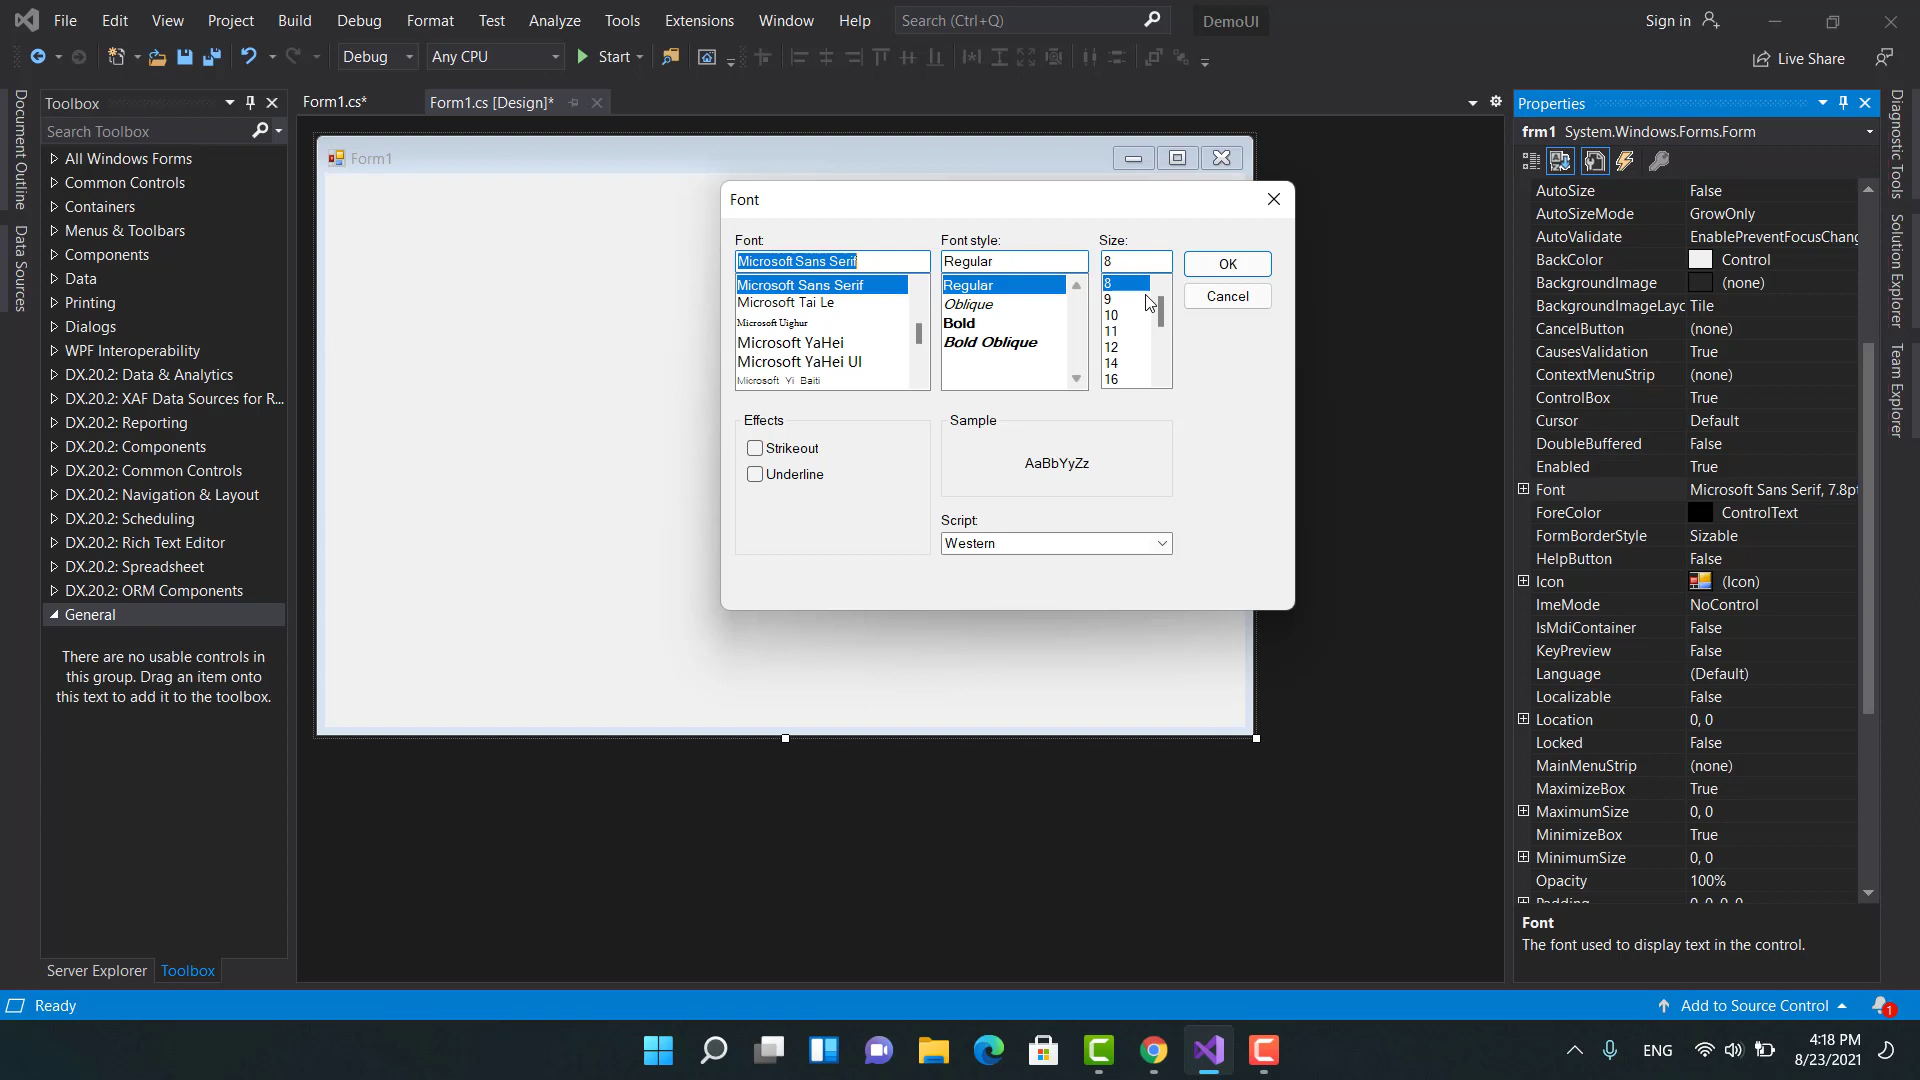 File Edit View Project Build Debug Format Test Analyze Tools Extensions Window Help Search (Ctrl+Q) DemoUI Sign in
Debug Any CPU Start Live Share
Document Outline
Data Sources
Toolbox
Search Toolbox
All Windows Forms
Common Controls
Containers
Menus & Toolbars
Components
Data
Printing
Dialogs
WPF Interoperability
DX.20.2: Data & Analytics
DX.20.2: XAF Data Sources for R...
DX.20.2: Reporting
DX.20.2: Components
DX.20.2: Common Controls
DX.20.2: Navigation & Layout
DX.20.2: Scheduling
DX.20.2: Rich Text Editor
DX.20.2: Spreadsheet
DX.20.2: ORM Components
General
There are no usable controls in
this group. Drag an item onto
this text to add it to the toolbox.
Server Explorer Toolbox
Form1.cs* Form1.cs [Design]*
Form1
Font
Font: Font style: Size:
Microsoft Sans Serif Regular 8 OK
Microsoft Sans Serif
Microsoft Tai Le
Microsoft Uighur
Microsoft YaHei
Microsoft YaHei UI
Microsoft Yi Baiti
Regular
Oblique
Bold
Bold Oblique
8
9
10
11
12
14
16
Cancel
Effects
Strikeout
Underline
Sample
AaBbYyZz
Script:
Western
Properties
frm1 System.Windows.Forms.Form
AutoSize False
AutoSizeMode GrowOnly
AutoValidate EnablePreventFocusChang
BackColor Control
BackgroundImage (none)
BackgroundImageLayc Tile
CancelButton (none)
CausesValidation True
ContextMenuStrip (none)
ControlBox True
Cursor Default
DoubleBuffered False
Enabled True
Font Microsoft Sans Serif, 7.8pt
ForeColor ControlText
FormBorderStyle Sizable
HelpButton False
Icon (Icon)
ImeMode NoControl
IsMdiContainer False
KeyPreview False
Language (Default)
Localizable False
Location 0, 0
Locked False
MainMenuStrip (none)
MaximizeBox True
MaximumSize 0, 0
MinimizeBox True
MinimumSize 0, 0
Opacity 100%
Padding 0, 0, 0, 0
Font
The font used to display text in the control.
Diagnostic Tools
Solution Explorer
Team Explorer
Ready Add to Source Control 1
ENG 4:18 PM
8/23/2021